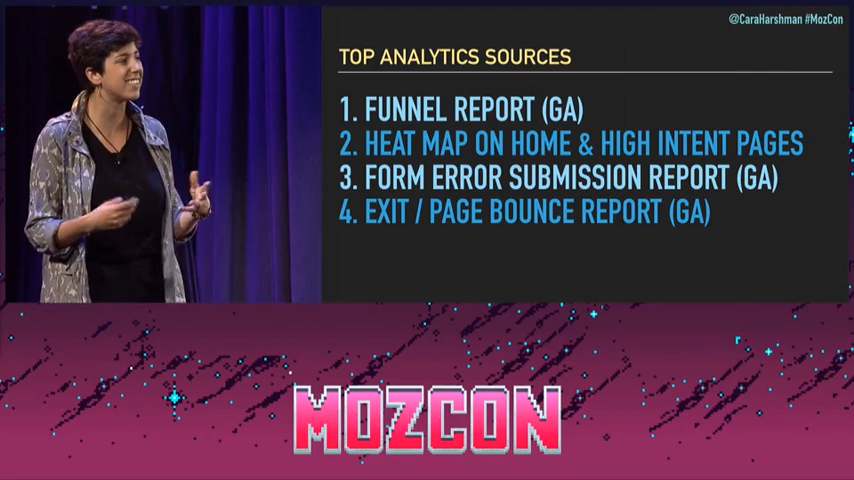 @CaraHarshman #MozCon
TOP ANALYTICS SOURCES
1. FUNNEL REPORT (GA)
2. HEAT MAP ON HOME & HIGH INTENT PAGES
3. FORM ERROR SUBMISSION REPORT (GA)
4. EXIT / PAGE BOUNCE REPORT (GA)
MOZCON